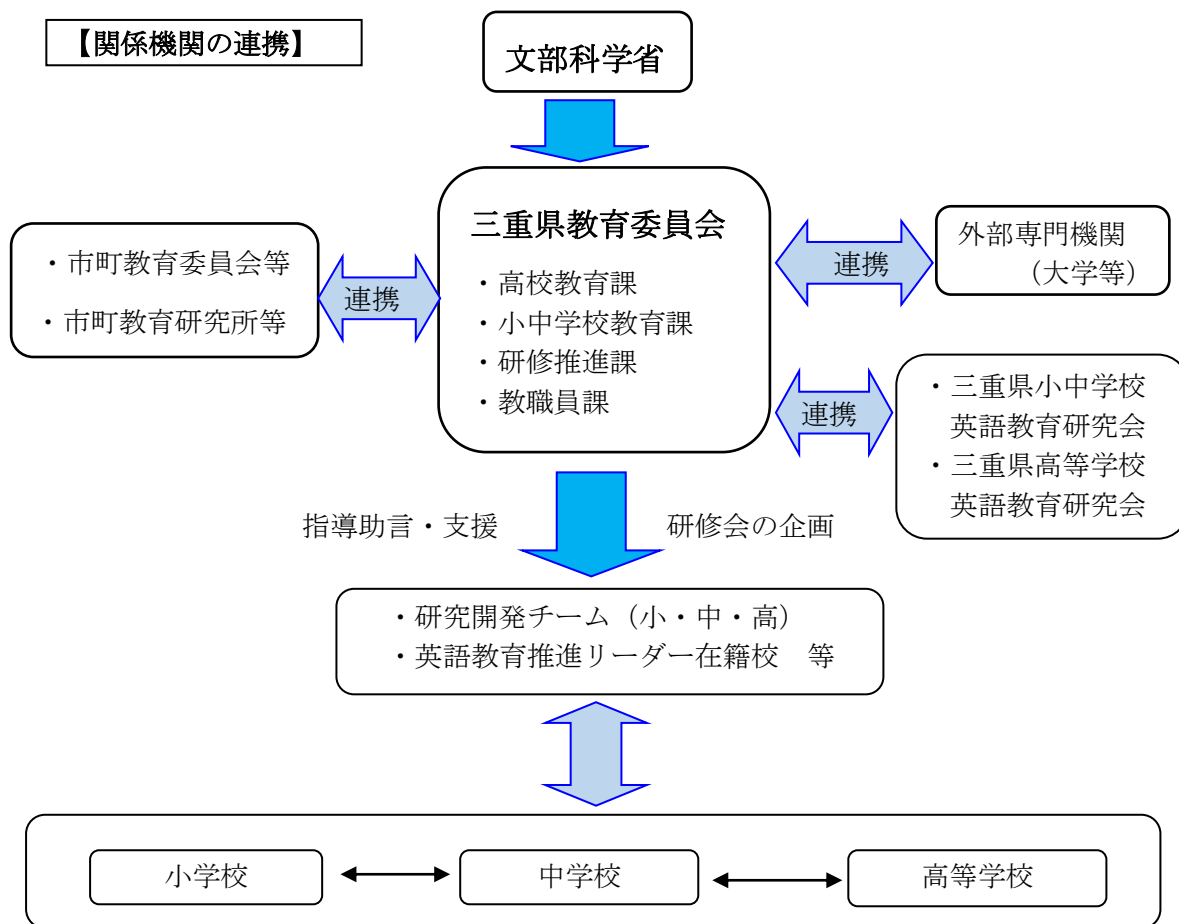 【関係機関の連携】
文部科学省
三重県教育委員会
・高校教育課
・小中学校教育課
・研修推進課
・教職員課
・市町教育委員会等
・市町教育研究所等
連携
連携
外部専門機関
（大学等）
連携
・三重県小中学校
英語教育研究会
・三重県高等学校
英語教育研究会
指導助言・支援
研修会の企画
・研究開発チーム（小・中・高）
・英語教育推進リーダー在籍校　等
小学校
中学校
高等学校